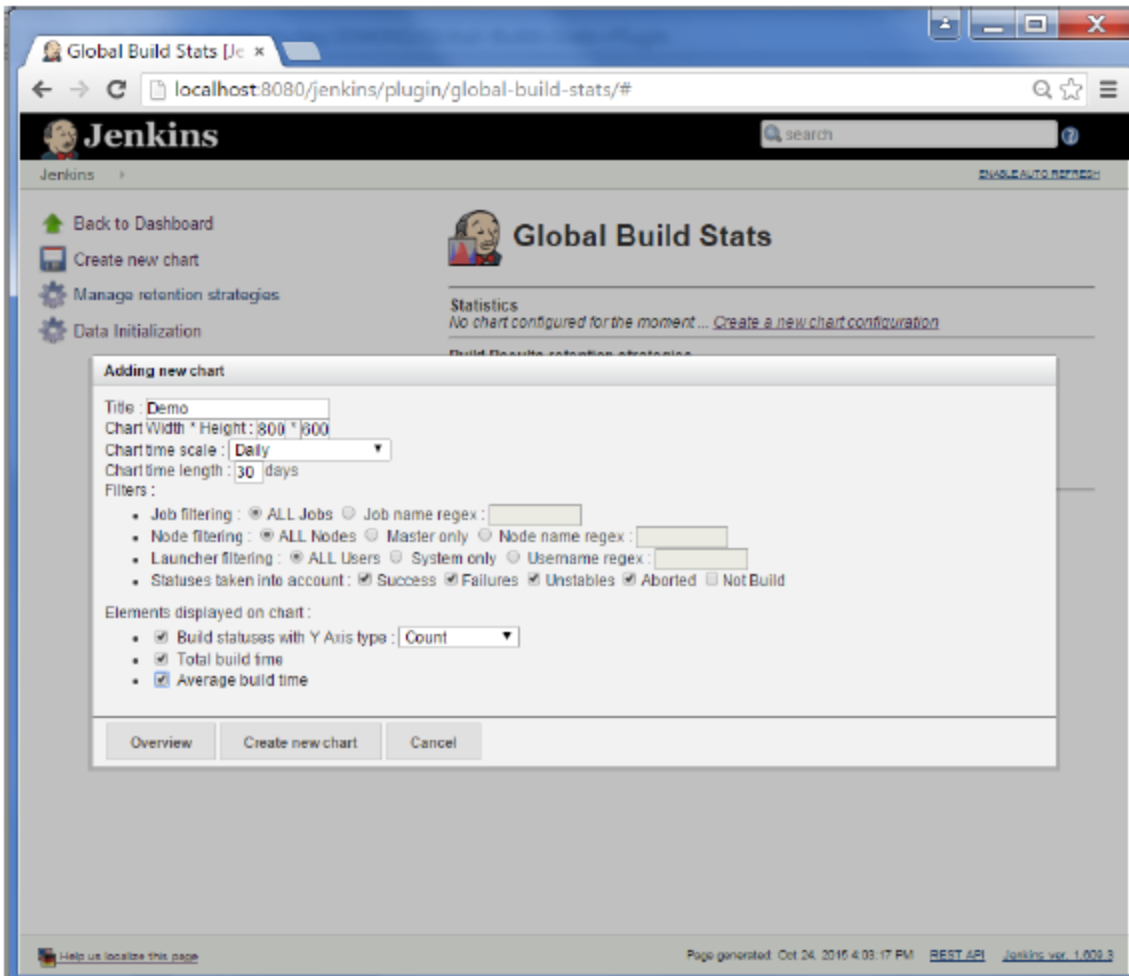 Global Build Stats [Je ×
localhost:8080/jenkins/plugin/global-build-stats/#
Jenkins
search
Jenkins
ENABLE AUTO REFRESH
Back to Dashboard
Create new chart
Manage retention strategies
Data Initialization
Global Build Stats
Statistics
No chart configured for the moment ... Create a new chart configuration
Build Results retention strategies
Adding new chart
Title : Demo
Chart Width * Height : 800 * 600
Chart time scale : Daily
Chart time length : 30 days
Filters :
Job filtering : ALL Jobs Job name regex :
Node filtering : ALL Nodes Master only Node name regex :
Launcher filtering : ALL Users System only Username regex :
Statuses taken into account : Success Failures Unstables Aborted Not Build
Elements displayed on chart :
Build statuses with Y Axis type : Count
Total build time
Average build time
Overview Create new chart Cancel
Help us localize this page
Page generated: Oct 24, 2015 4:03:17 PM REST API Jenkins ver. 1.609.3